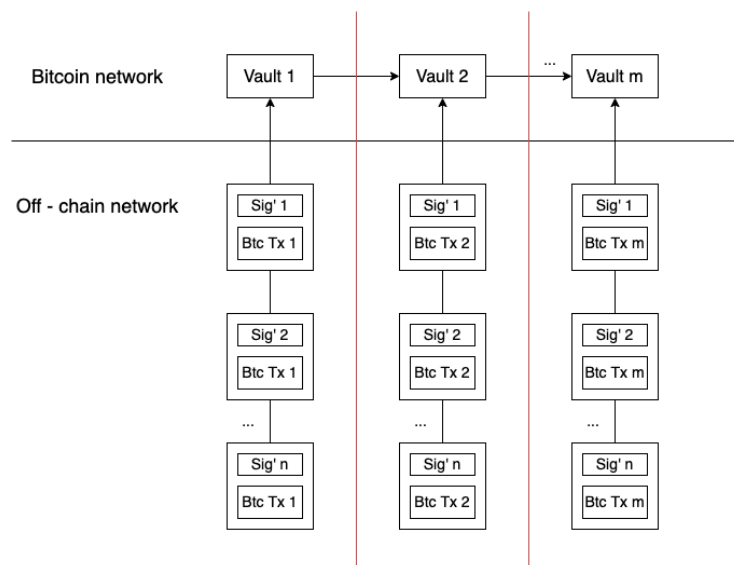 Bitcoin network
Vault 1
Vault 2
...
Vault m
Off - chain network
Sig' 1
Btc Tx 1
Sig' 1
Btc Tx 2
Sig' 1
Btc Tx m
Sig' 2
Btc Tx 1
Sig' 2
Btc Tx 2
Sig' 2
Btc Tx m
...
...
...
Sig' n
Btc Tx 1
Sig' n
Btc Tx 2
Sig' n
Btc Tx m